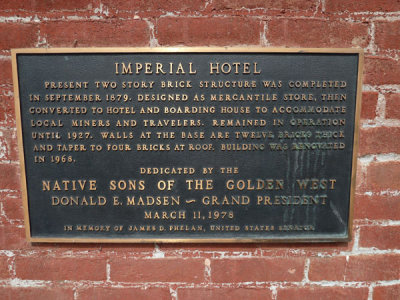 IMPERIAL HOTEL
PRESENT TWO STORY BRICK STRUCTURE WAS COMPLETED
IN SEPTEMBER 1879. DESIGNED AS MERCANTILE STORE, THEN
CONVERTED TO HOTEL AND BOARDING HOUSE TO ACCOMMODATE
LOCAL MINERS AND TRAVELERS. REMAINED IN OPERATION
UNTIL 1927. WALLS AT THE BASE ARE TWELVE BRICKS THICK
AND TAPER TO FOUR BRICKS AT ROOF. BUILDING WAS RENOVATED
IN 1968.
DEDICATED BY THE
NATIVE SONS OF THE GOLDEN WEST
DONALD E. MADSEN ~ GRAND PRESIDENT
MARCH 11, 1978
IN MEMORY OF JAMES D. PHELAN, UNITED STATES SENATOR